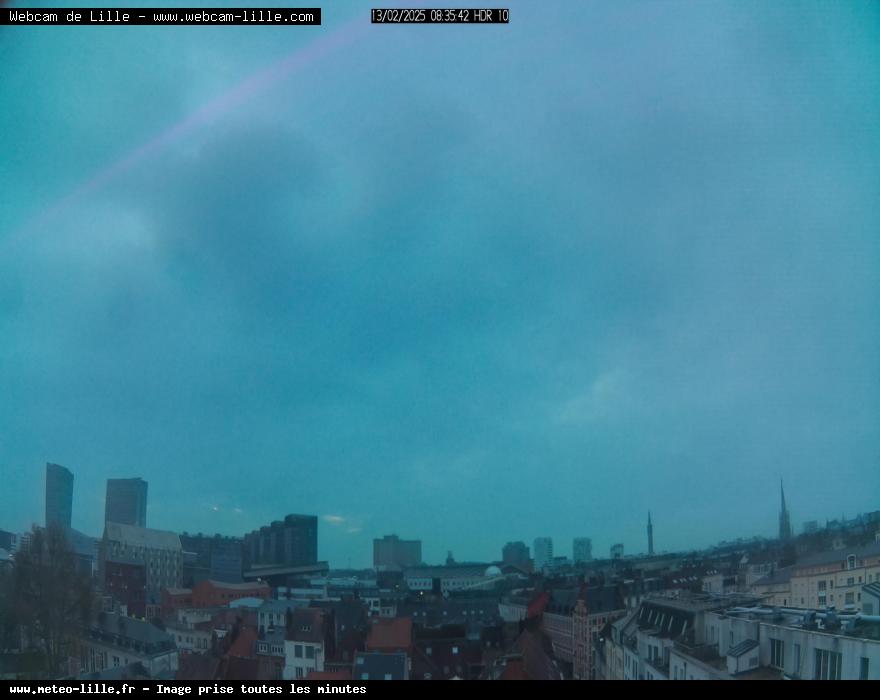 Webcam de Lille - www.webcam-lille.com
13/02/2025 08:35:42 HDR 10
www.meteo-lille.fr - Image prise toutes les minutes